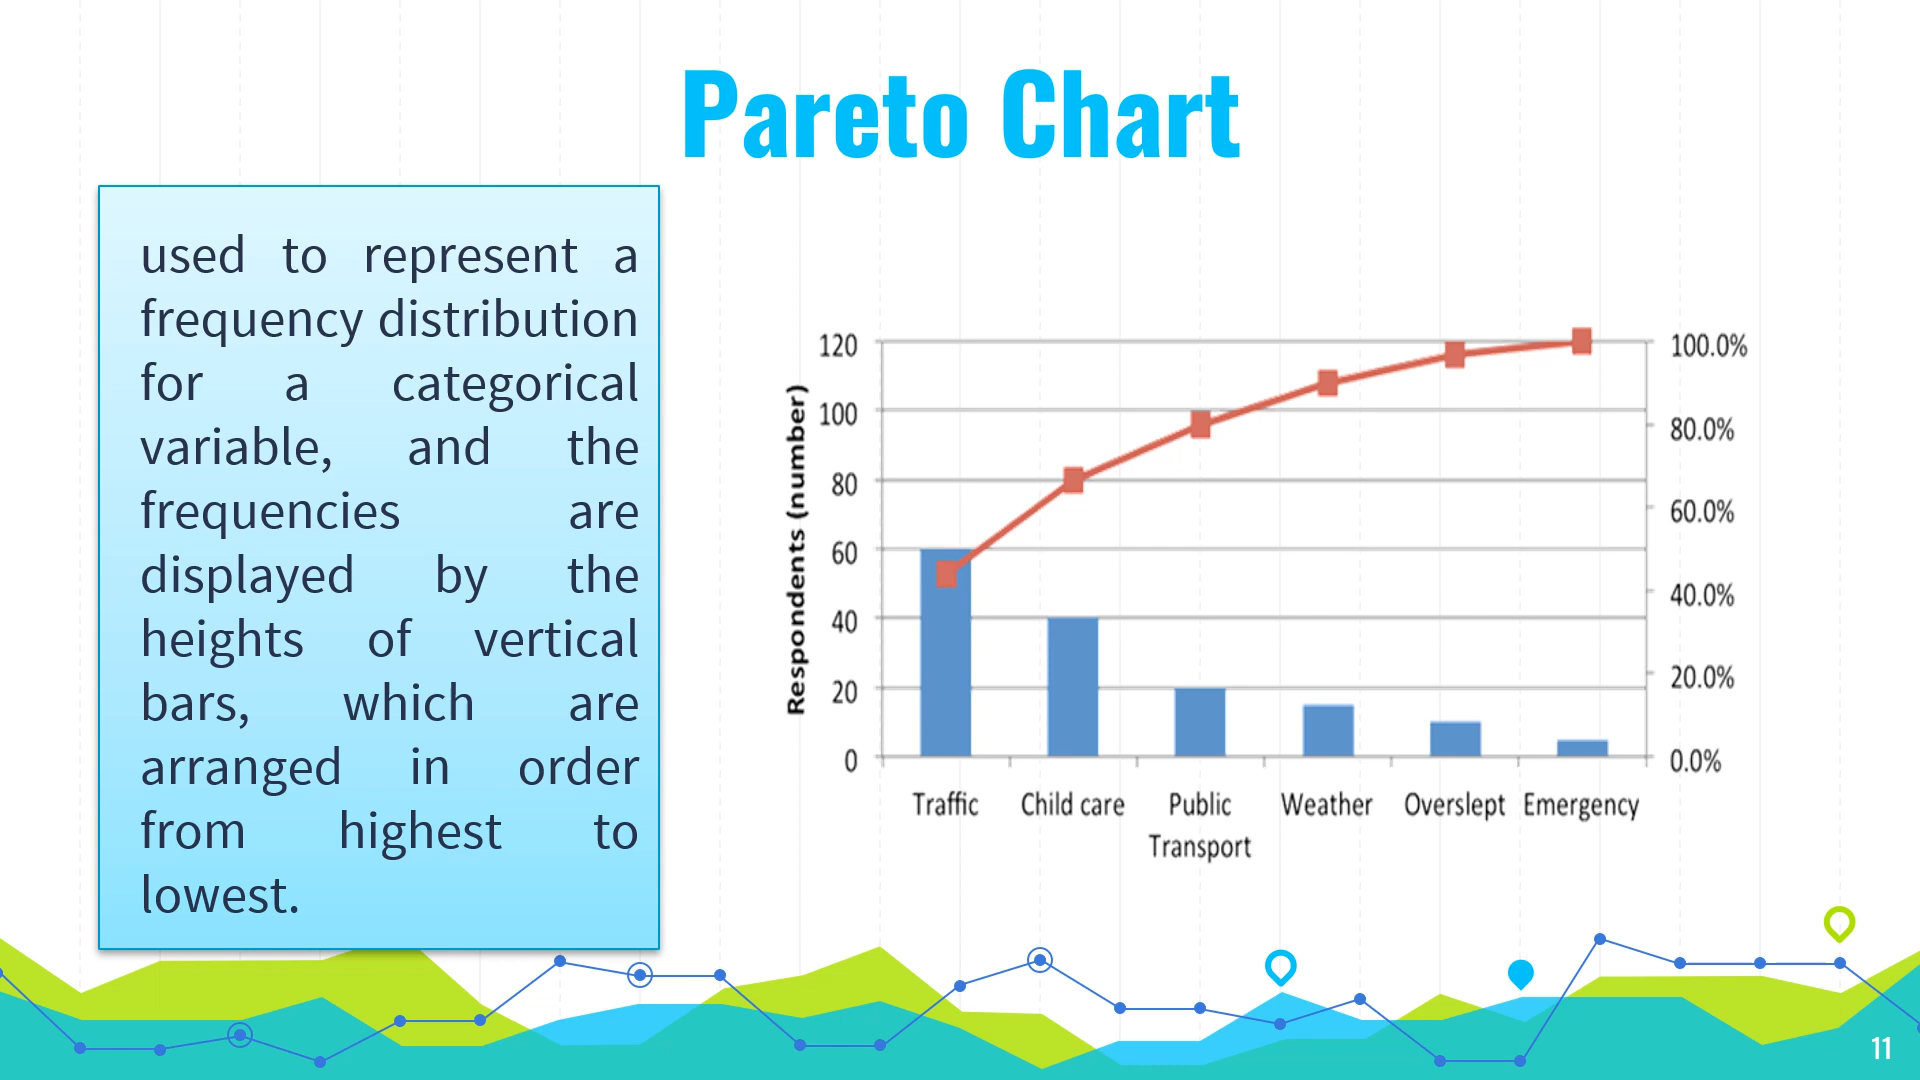 Pareto Chart
used to represent a
frequency distribution
for a categorical
variable, and the
frequencies are
displayed by the
heights of vertical
bars, which are
arranged in order
from highest to
lowest.
Respondents (number)
120
100
80
60
40
20
0
100.0%
80.0%
60.0%
40.0%
20.0%
0.0%
Traffic
Child care
Public
Transport
Weather
Overslept
Emergency
11